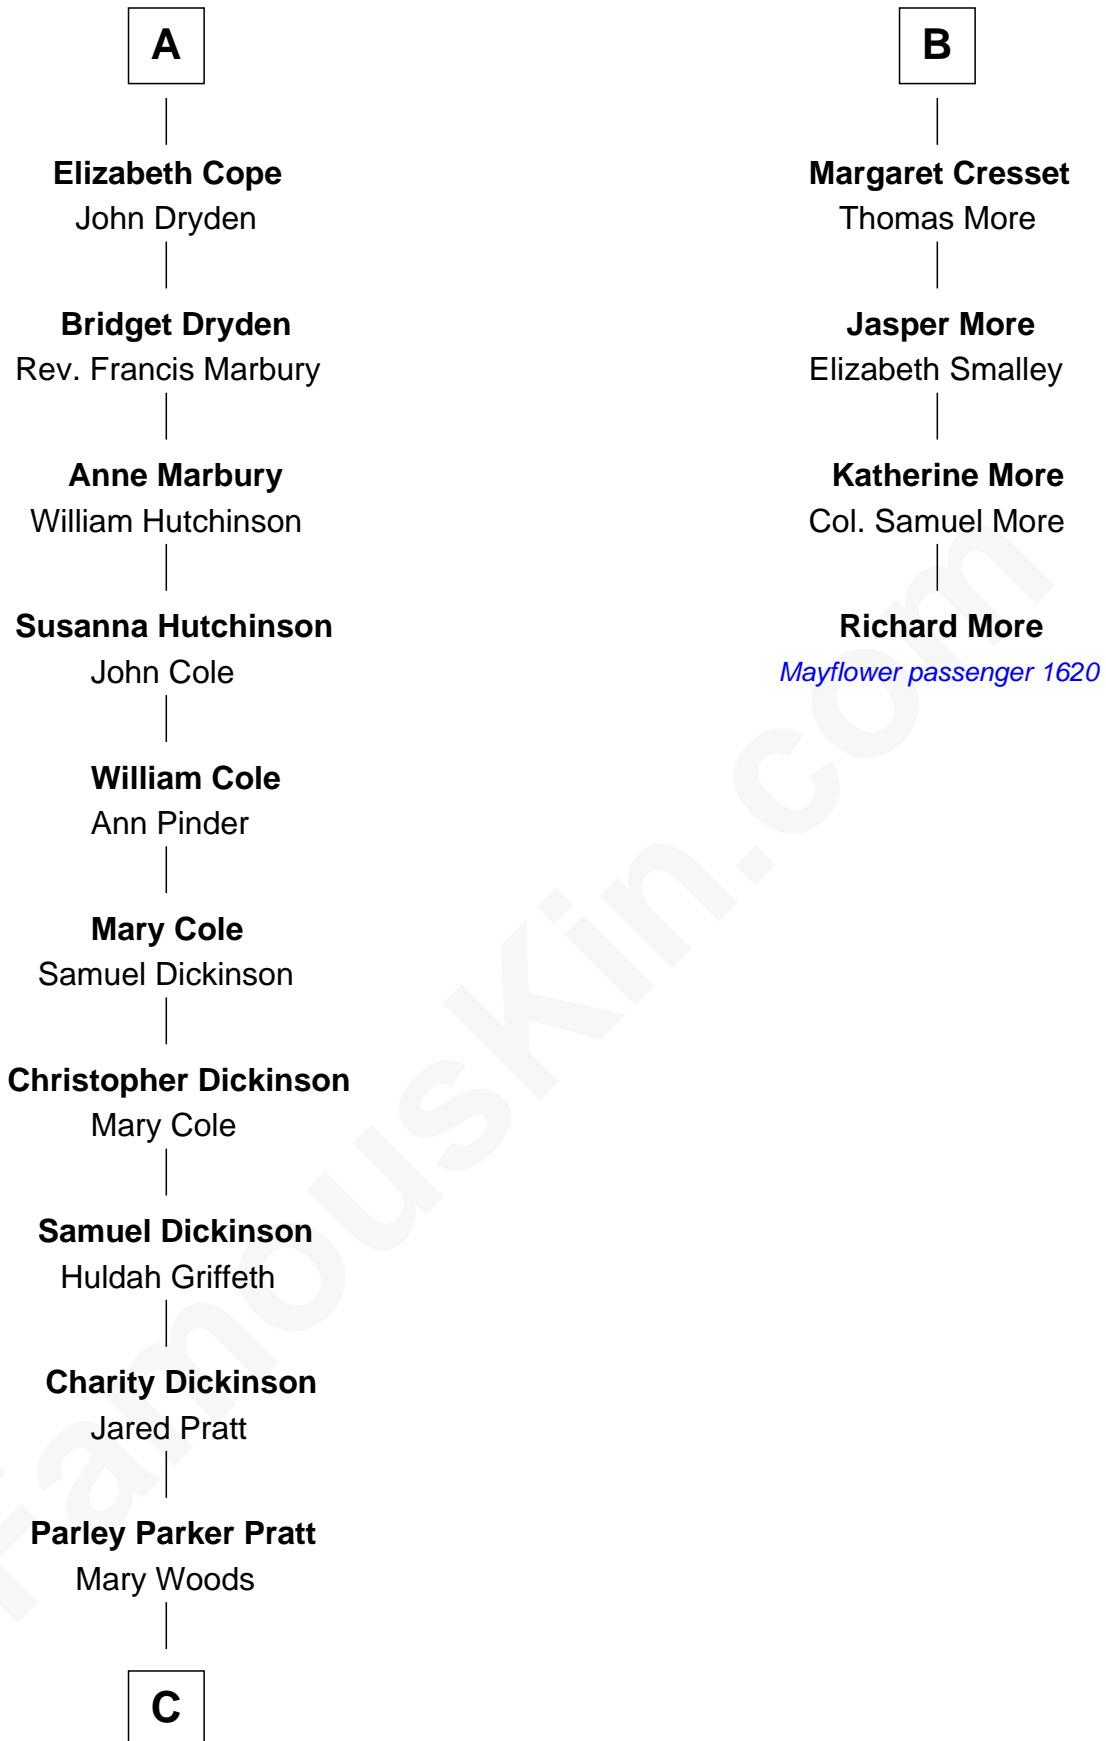 A
Elizabeth Cope
John Dryden
Bridget Dryden
Rev. Francis Marbury
Anne Marbury
William Hutchinson
Susanna Hutchinson
John Cole
William Cole
Ann Pinder
Mary Cole
Samuel Dickinson
Christopher Dickinson
Mary Cole
Samuel Dickinson
Huldah Griffeth
Charity Dickinson
Jared Pratt
Parley Parker Pratt
Mary Woods
C
B
Margaret Cresset
Thomas More
Jasper More
Elizabeth Smalley
Katherine More
Col. Samuel More
Richard More
Mayflower passenger 1620
FamousKin.com